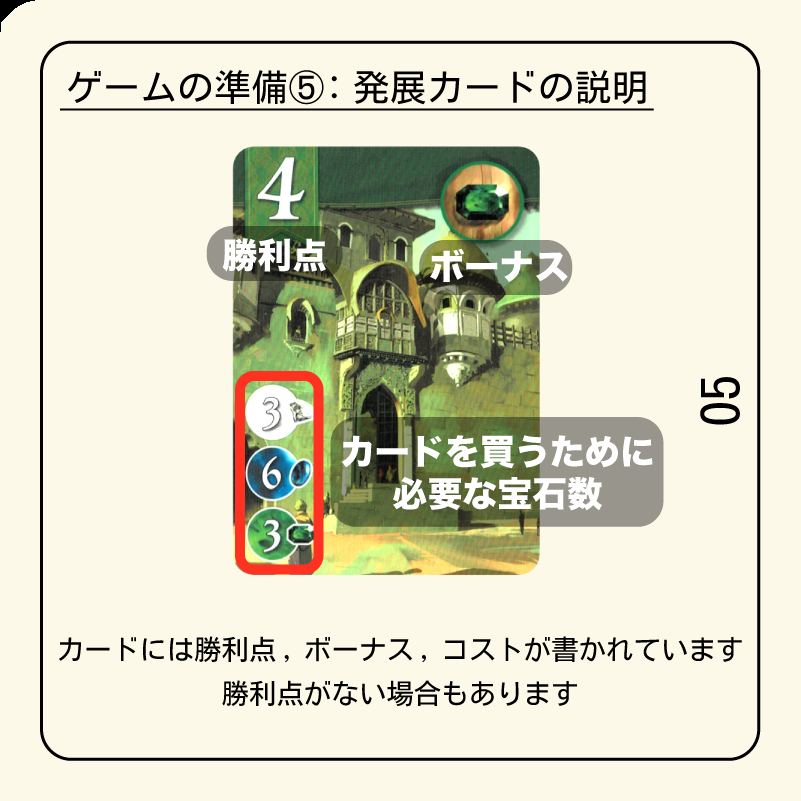 ゲームの準備⑤：発展カードの説明
4
勝利点
ボーナス
3
6
3
カードを買うために
必要な宝石数
05
カードには勝利点，ボーナス，コストが書かれています
勝利点がない場合もあります